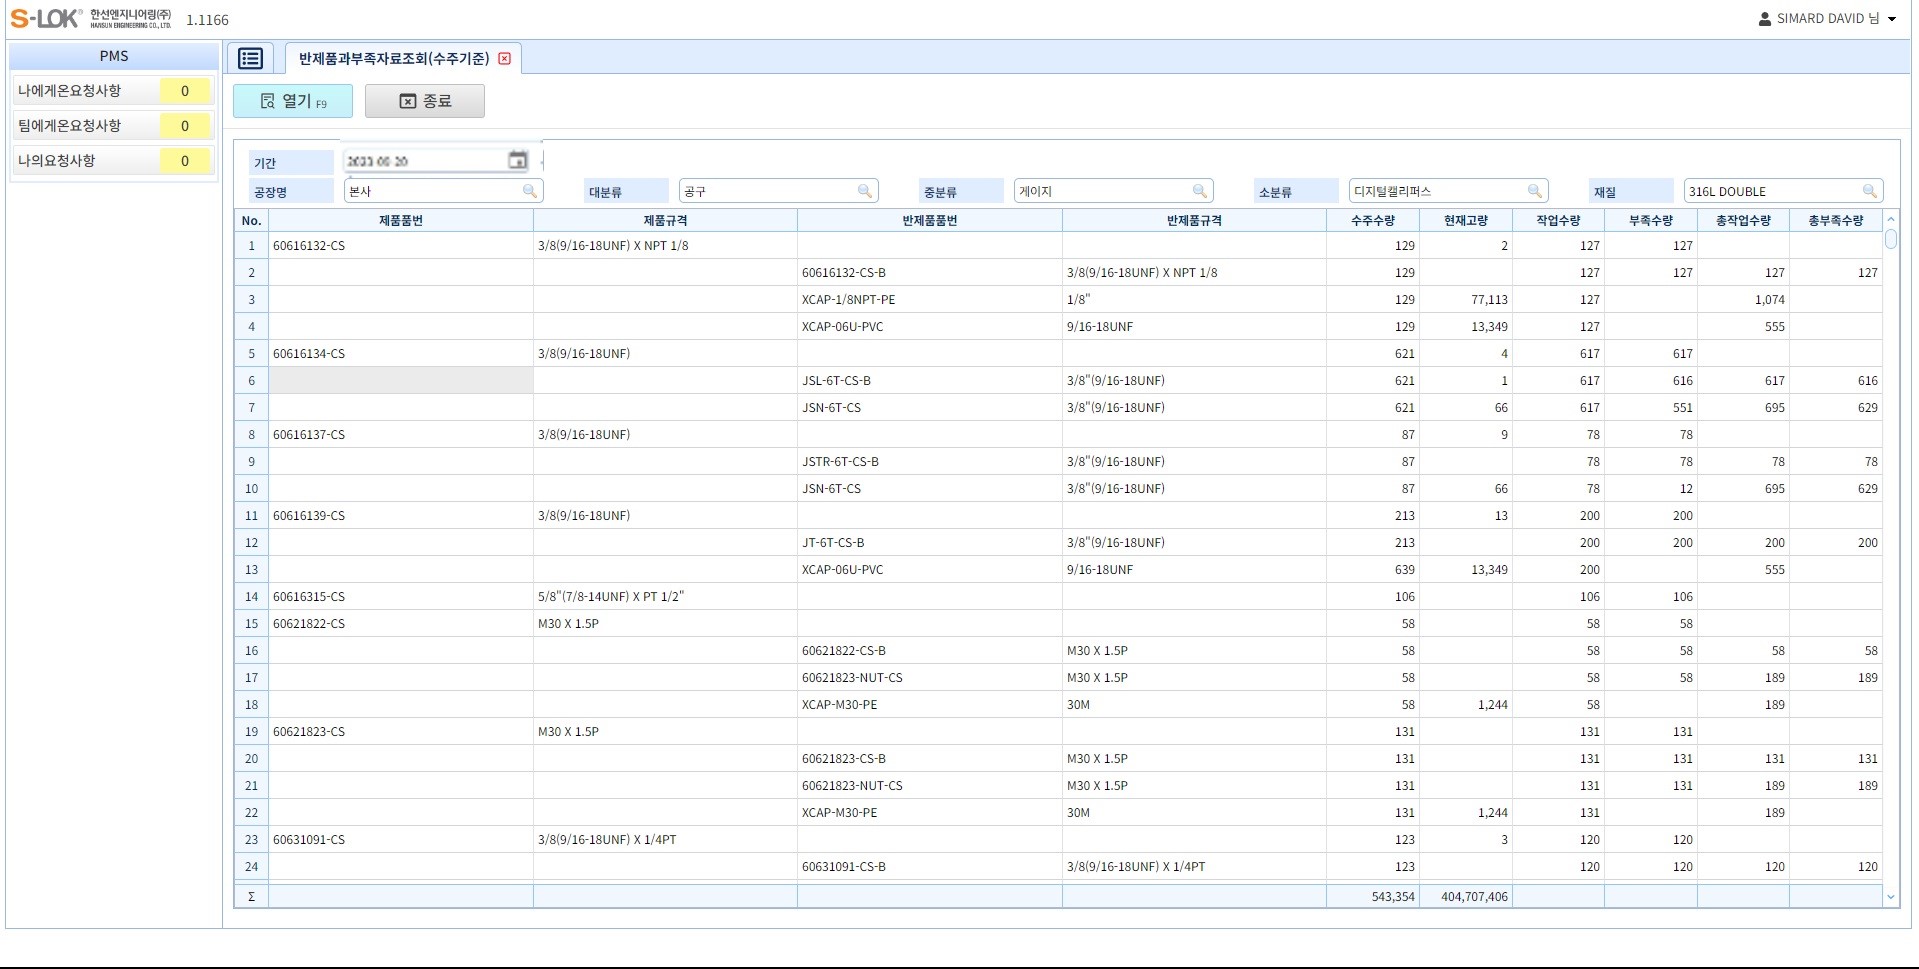 S-LOK 한선엔지니어링(주) HANSUN ENGINEERING CO., LTD. 1.1166
SIMARD DAVID 님
PMS
나에게온요청사항 0
팀에게온요청사항 0
나의요청사항 0
반제품과부족자료조회(수주기준)
열기 F9 종료
기간
공장명 본사 대분류 공구 중분류 게이지 소분류 디지털캘리퍼스 재질 316L DOUBLE
No. 제품품번 제품규격 반제품품번 반제품규격 수주수량 현재고량 작업수량 부족수량 총작업수량 총부족수량
1 60616132-CS 3/8(9/16-18UNF) X NPT 1/8 129 2 127 127
2 60616132-CS-B 3/8(9/16-18UNF) X NPT 1/8 129 127 127 127 127
3 XCAP-1/8NPT-PE 1/8" 129 77,113 127 1,074
4 XCAP-06U-PVC 9/16-18UNF 129 13,349 127 555
5 60616134-CS 3/8(9/16-18UNF) 621 4 617 617
6 JSL-6T-CS-B 3/8"(9/16-18UNF) 621 1 617 616 617 616
7 JSN-6T-CS 3/8"(9/16-18UNF) 621 66 617 551 695 629
8 60616137-CS 3/8(9/16-18UNF) 87 9 78 78
9 JSTR-6T-CS-B 3/8"(9/16-18UNF) 87 78 78 78 78
10 JSN-6T-CS 3/8"(9/16-18UNF) 87 66 78 12 695 629
11 60616139-CS 3/8(9/16-18UNF) 213 13 200 200
12 JT-6T-CS-B 3/8"(9/16-18UNF) 213 200 200 200 200
13 XCAP-06U-PVC 9/16-18UNF 639 13,349 200 555
14 60616315-CS 5/8"(7/8-14UNF) X PT 1/2" 106 106 106
15 60621822-CS M30 X 1.5P 58 58 58
16 60621822-CS-B M30 X 1.5P 58 58 58 58 58
17 60621823-NUT-CS M30 X 1.5P 58 58 58 189 189
18 XCAP-M30-PE 30M 58 1,244 58 189
19 60621823-CS M30 X 1.5P 131 131 131
20 60621823-CS-B M30 X 1.5P 131 131 131 131 131
21 60621823-NUT-CS M30 X 1.5P 131 131 131 189 189
22 XCAP-M30-PE 30M 131 1,244 131 189
23 60631091-CS 3/8(9/16-18UNF) X 1/4PT 123 3 120 120
24 60631091-CS-B 3/8(9/16-18UNF) X 1/4PT 123 120 120 120 120
Σ 543,354 404,707,406